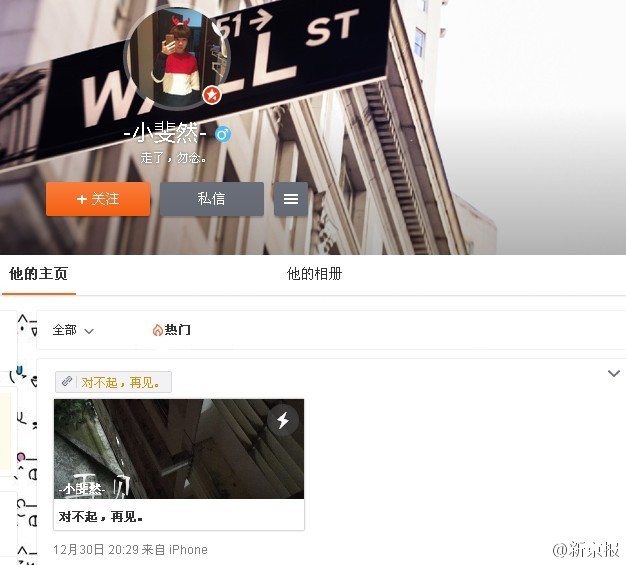 51→
WALL ST
-小斐然-
走了，勿念。
+ 关注
私信
他的主页
他的相册
全部
热门
对不起，再见。
再见
-小斐然-
对不起，再见。
12月30日 20:29 来自 iPhone
@新京报